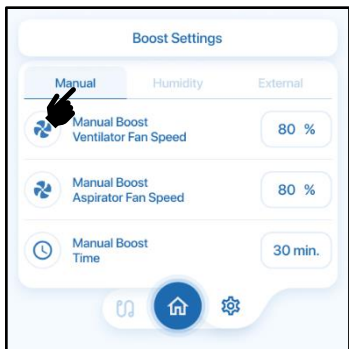 Boost Settings
Manual Humidity External
Manual Boost
Ventilator Fan Speed
80 %
Manual Boost
Aspirator Fan Speed
80 %
Manual Boost
Time
30 min.